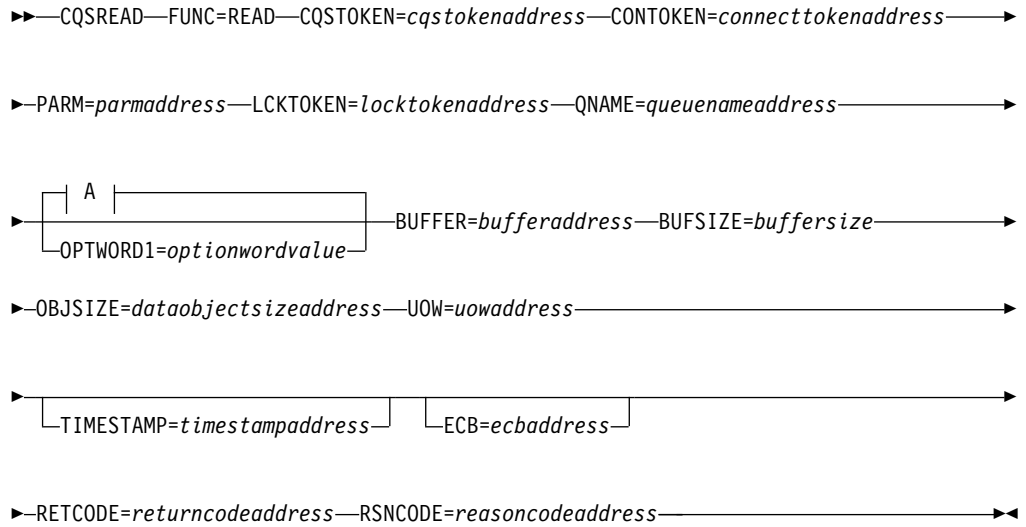 CQSREAD FUNC=READ CQSTOKEN=cqstokenaddress CONTOKEN=connecttokenaddress
PARM=parmaddress LCKTOKEN=locktokenaddress QNAME=queuenameaddress
A
BUFFER=bufferaddress BUFSIZE=buffersize
OPTWORD1=optionwordvalue
OBJSIZE=dataobjectsizeaddress UOW=uowaddress
TIMESTAMP=timestampaddress ECB=ecbaddress
RETCODE=returncodeaddress RSNCODE=reasoncodeaddress